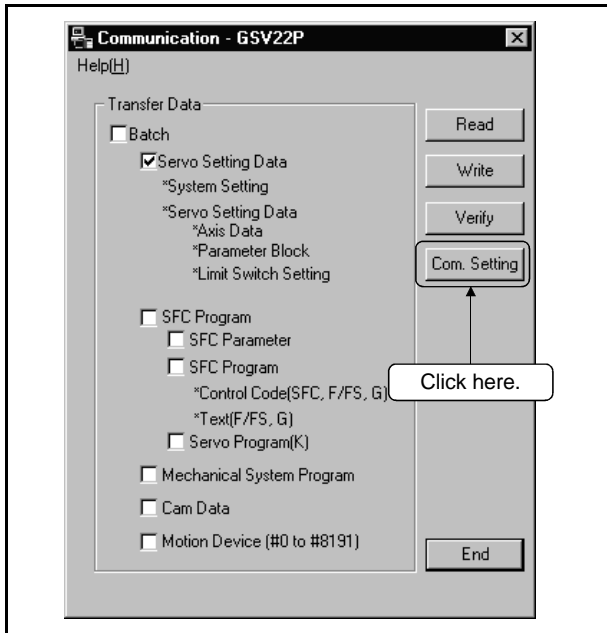 Communication - GSV22P
Help(H)
Transfer Data
Batch
Servo Setting Data
*System Setting
*Servo Setting Data
*Axis Data
*Parameter Block
*Limit Switch Setting
SFC Program
SFC Parameter
SFC Program
*Control Code(SFC, F/FS, G)
*Text(F/FS, G)
Servo Program(K)
Mechanical System Program
Cam Data
Motion Device (#0 to #8191)
Read
Write
Verify
Com. Setting
Click here.
End